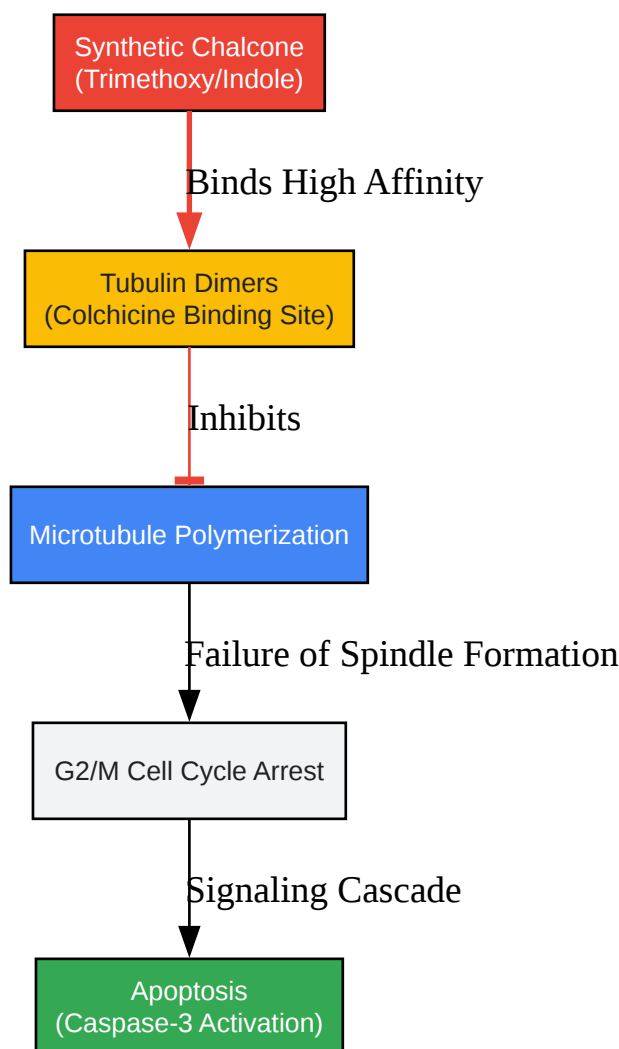 Synthetic Chalcone
(Trimethoxy/Indole)
Binds High Affinity
Tubulin Dimers
(Colchicine Binding Site)
Inhibits
Microtubule Polymerization
Failure of Spindle Formation
G2/M Cell Cycle Arrest
Signaling Cascade
Apoptosis
(Caspase-3 Activation)